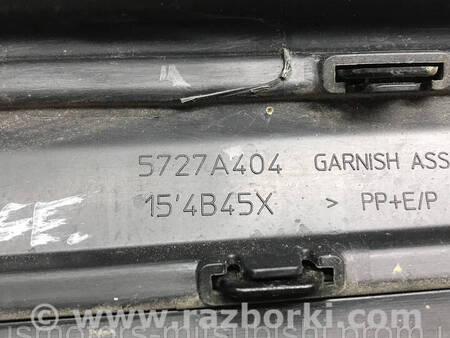 5727A404 GARNISH ASS
15'4B45X > PP+E/P
www.razborki.com